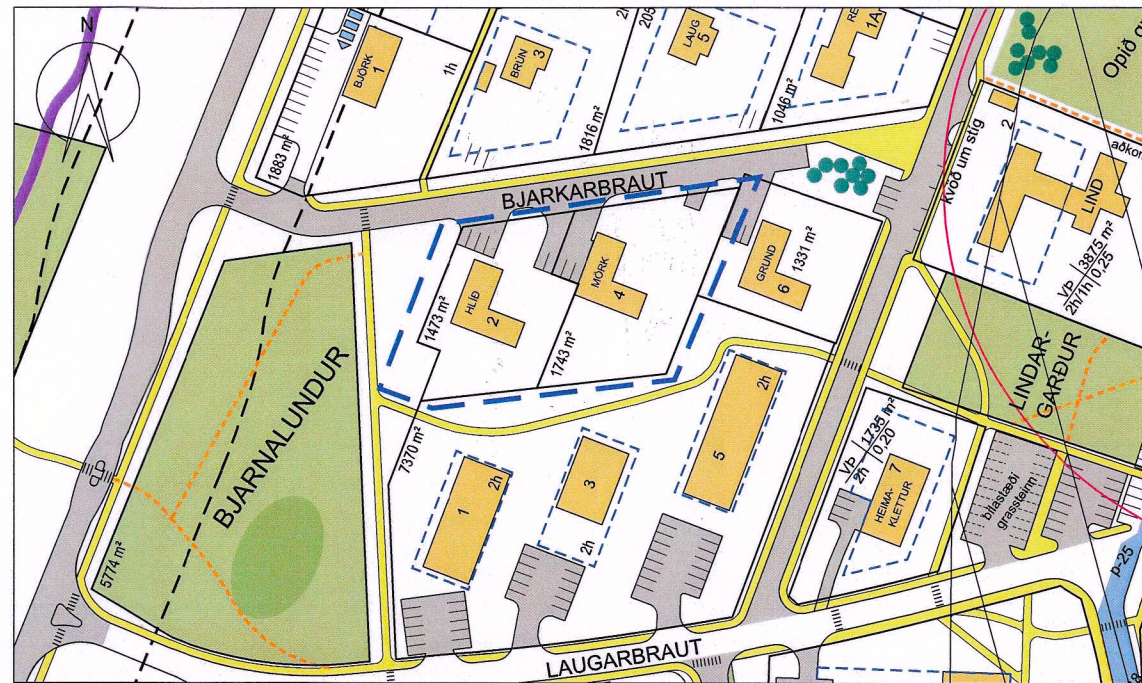 N
BJÖRK
1
1h
1883 m²
BRÚN
3
1816 m²
2h
205
LAUG
5
1046 m²
RE
1A
Opið
BJARKARBRAUT
kvöð um stíg
2
aðkom
LIND
VÞ 3875 m²
2h/1h 0,25
HLÍÐ
2
1473 m²
MÖRK
4
1743 m²
GRUND
6
1331 m²
LINDAR-
GARÐUR
BJARNALUNDUR
5774 m²
7370 m²
1
2h
3
2h
5
2h
VÞ 1735 m²
2h 0,20
HEIMA-
KLETTUR
7
bílastæði
grassteinn
p-25
LAUGARBRAUT